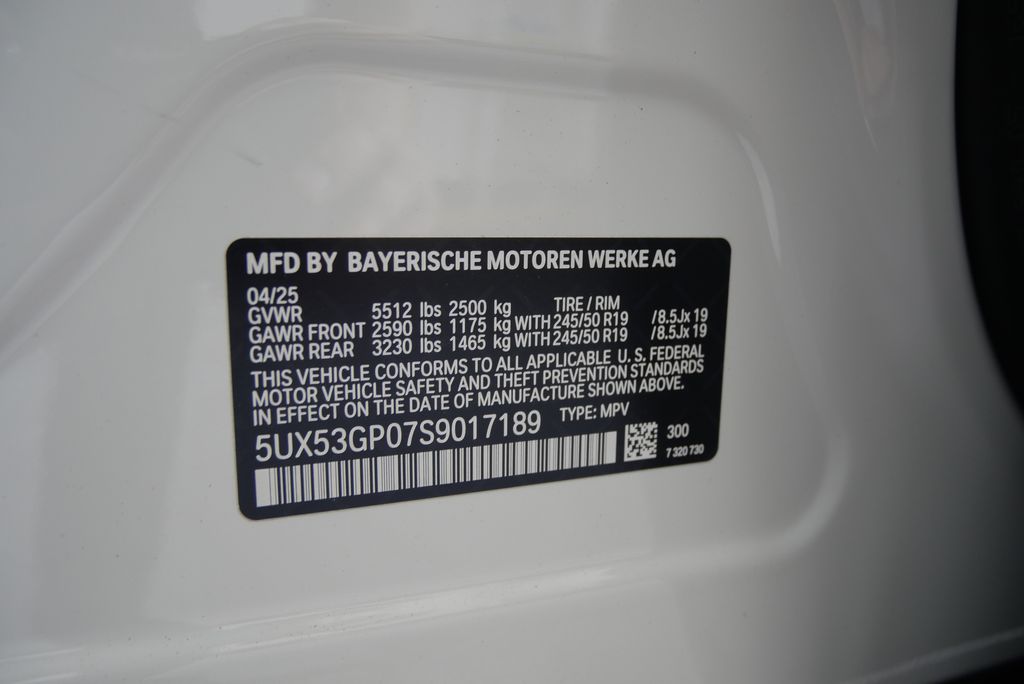 MFD BY BAYERISCHE MOTOREN WERKE AG
04/25
GVWR 5512 lbs 2500 kg TIRE / RIM
GAWR FRONT 2590 lbs 1175 kg WITH 245/50 R19 /8.5Jx 19
GAWR REAR 3230 lbs 1465 kg WITH 245/50 R19 /8.5Jx 19
THIS VEHICLE CONFORMS TO ALL APPLICABLE U. S. FEDERAL
MOTOR VEHICLE SAFETY AND THEFT PREVENTION STANDARDS
IN EFFECT ON THE DATE OF MANUFACTURE SHOWN ABOVE.
5UX53GP07S9017189 TYPE: MPV
300
7 320 730